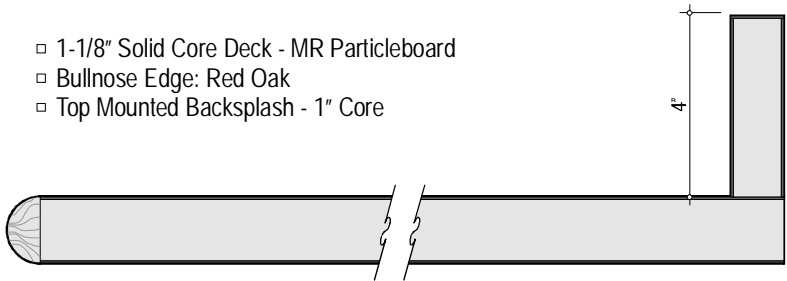 ▫ 1-1/8" Solid Core Deck - MR Particleboard
▫ Bullnose Edge: Red Oak
▫ Top Mounted Backsplash - 1" Core
4"